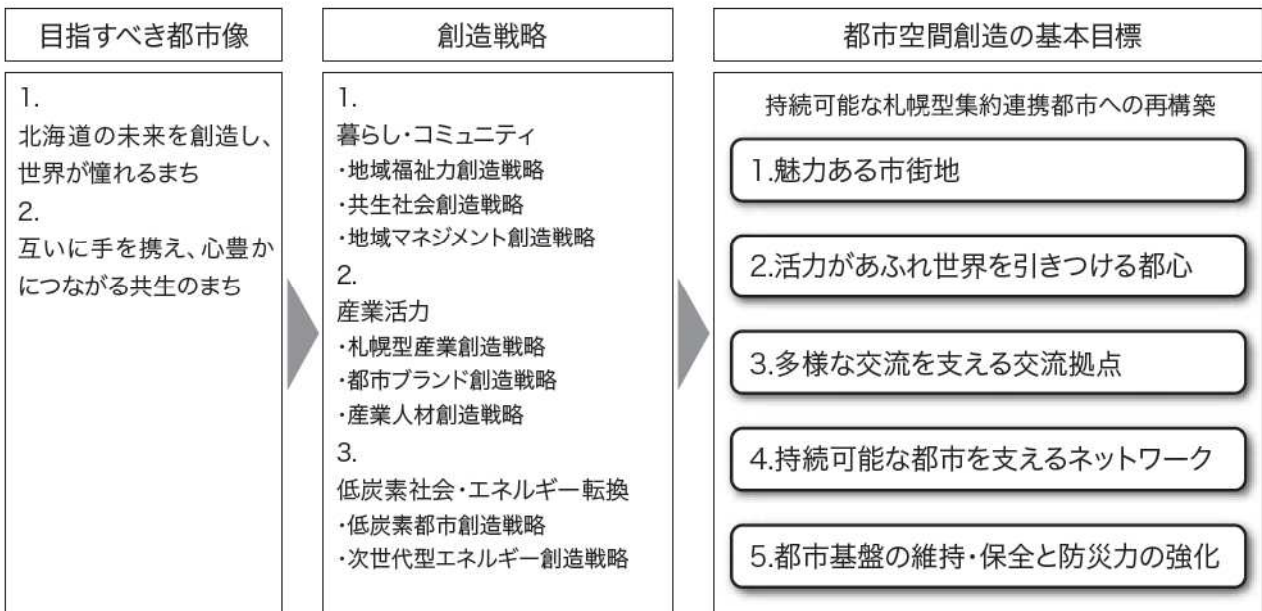 目指すべき都市像
1.
北海道の未来を創造し、
世界が憧れるまち
2.
互いに手を携え、心豊か
につながる共生のまち
創造戦略
1.
暮らし・コミュニティ
・地域福祉力創造戦略
・共生社会創造戦略
・地域マネジメント創造戦略
2.
産業活力
・札幌型産業創造戦略
・都市ブランド創造戦略
・産業人材創造戦略
3.
低炭素社会・エネルギー転換
・低炭素都市創造戦略
・次世代型エネルギー創造戦略
都市空間創造の基本目標
持続可能な札幌型集約連携都市への再構築
1.魅力ある市街地
2.活力があふれ世界を引きつける都心
3.多様な交流を支える交流拠点
4.持続可能な都市を支えるネットワーク
5.都市基盤の維持・保全と防災力の強化